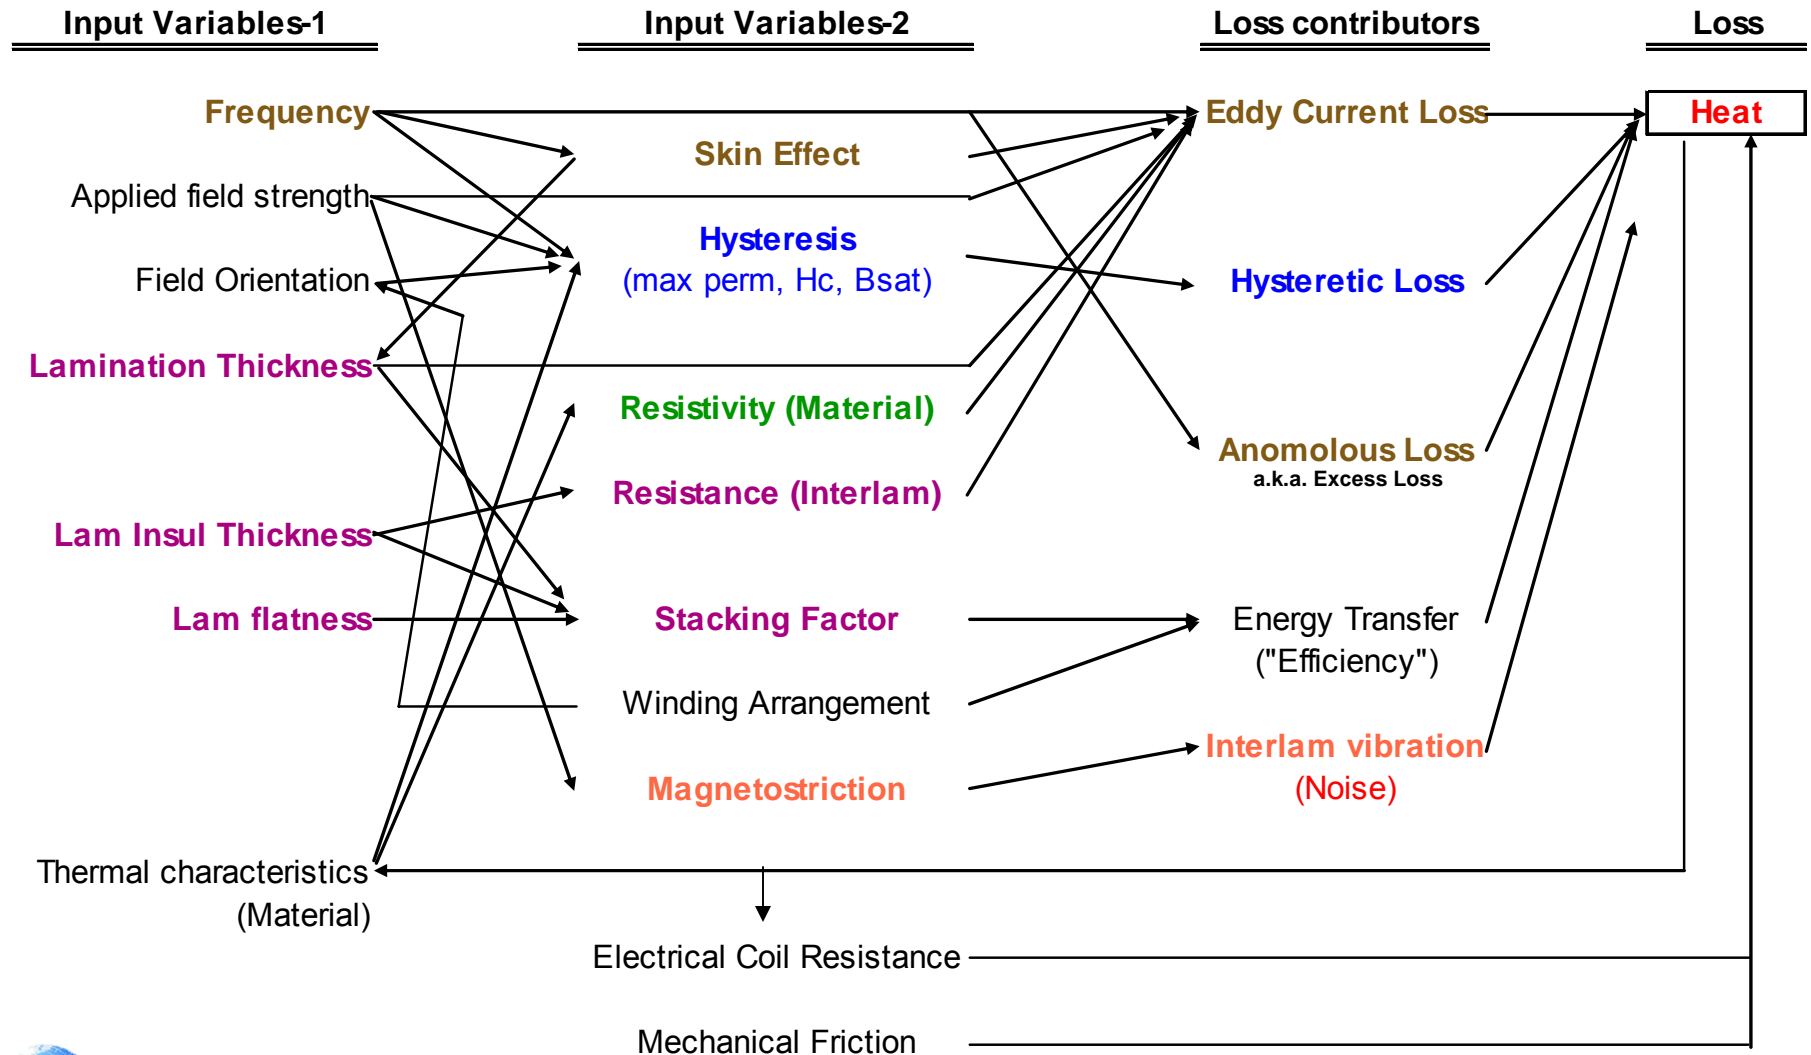 Input Variables-1
Input Variables-2
Loss contributors
Loss
Frequency
Eddy Current Loss
Heat
Skin Effect
Applied field strength
Hysteresis
Field Orientation
(max perm, Hc, Bsat)
Hysteretic Loss
Lamination Thickness
Resistivity (Material)
Anomolous Loss
a.k.a. Excess Loss
Resistance (Interlam)
Lam Insul Thickness
Lam flatness
Stacking Factor
Energy Transfer
("Efficiency")
Winding Arrangement
Interlam vibration
(Noise)
Magnetostriction
Thermal characteristics
(Material)
Electrical Coil Resistance
Mechanical Friction